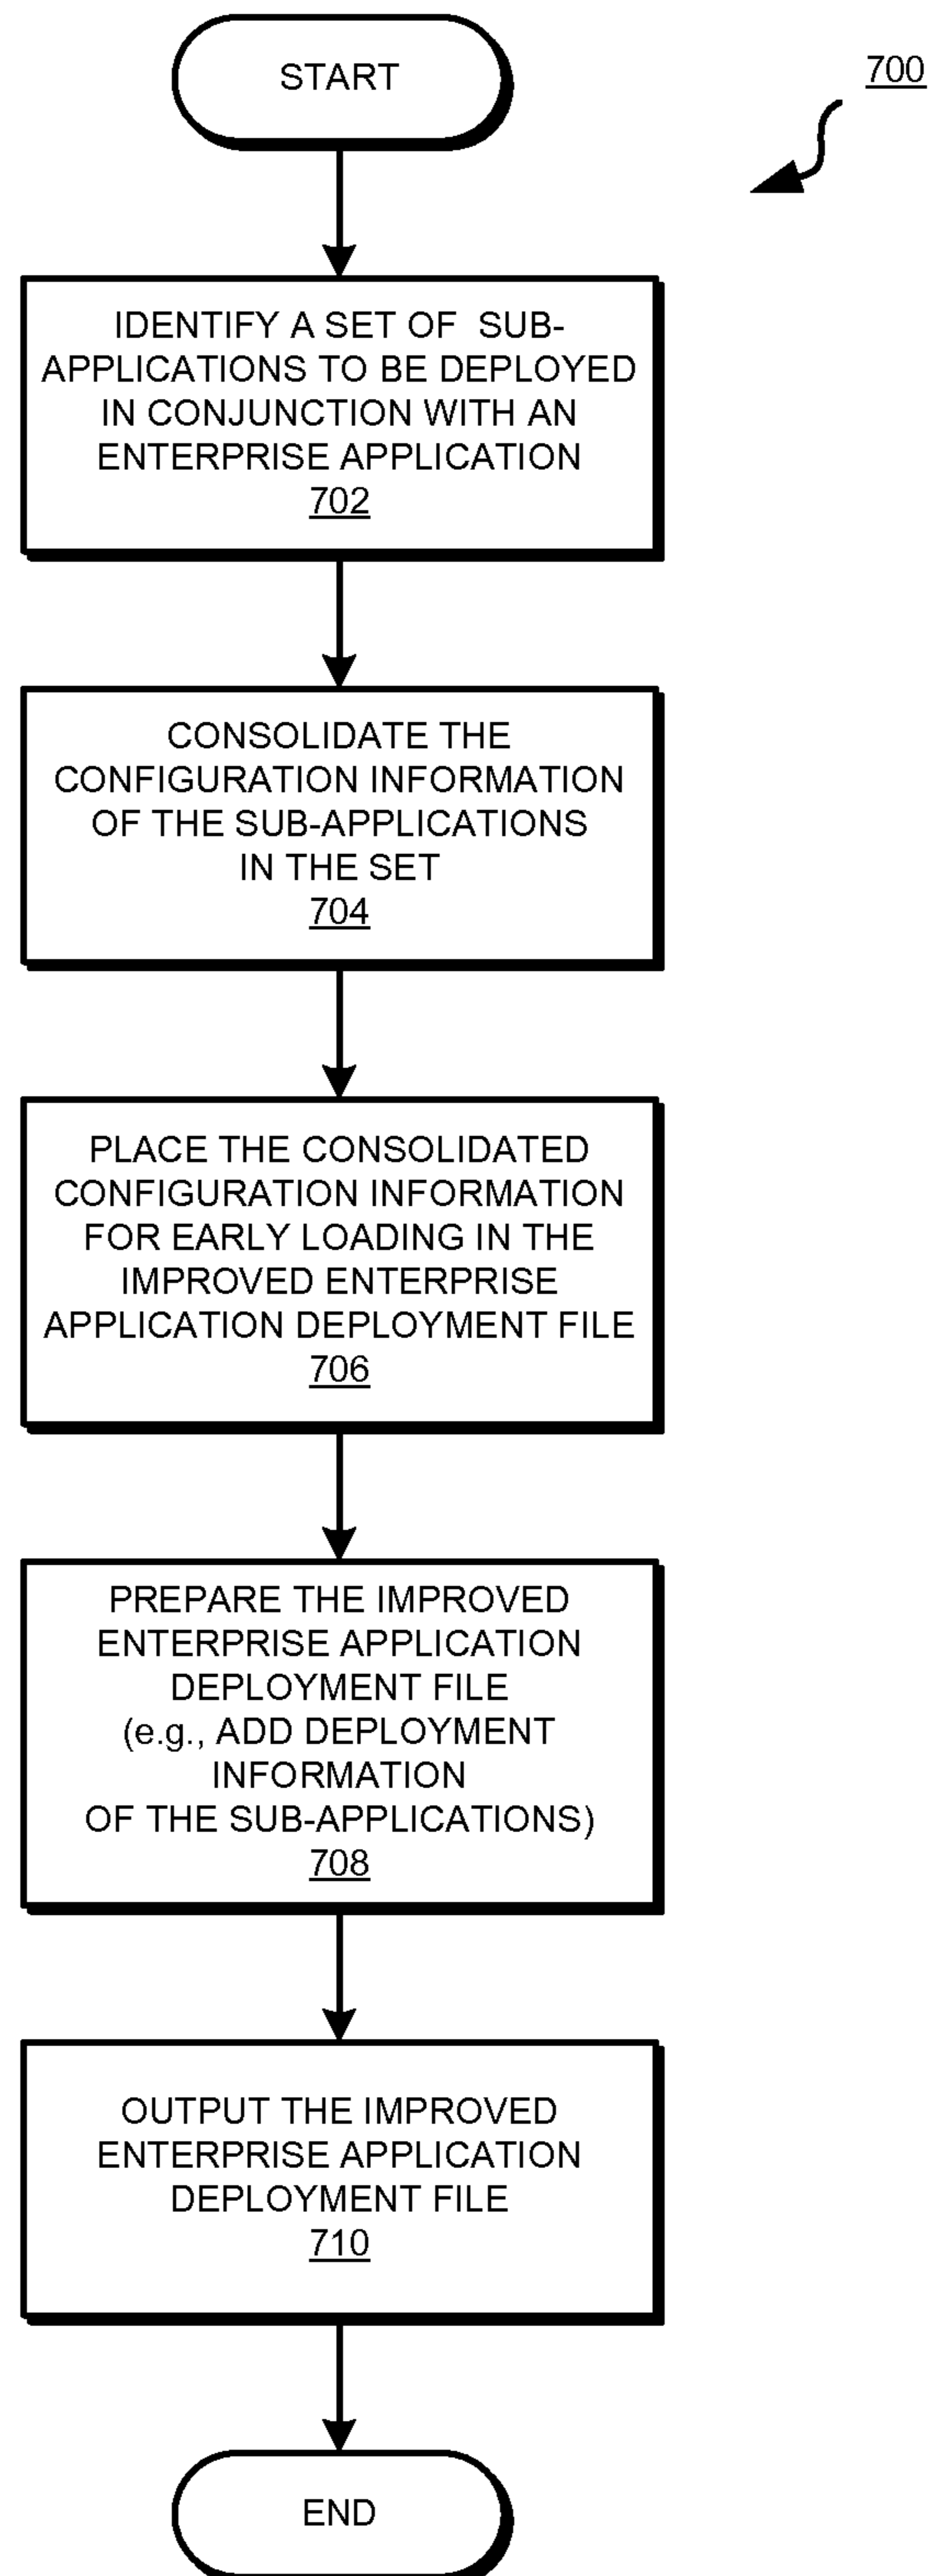 START
700
IDENTIFY A SET OF SUB-
APPLICATIONS TO BE DEPLOYED
IN CONJUNCTION WITH AN
ENTERPRISE APPLICATION
702
CONSOLIDATE THE
CONFIGURATION INFORMATION
OF THE SUB-APPLICATIONS
IN THE SET
704
PLACE THE CONSOLIDATED
CONFIGURATION INFORMATION
FOR EARLY LOADING IN THE
IMPROVED ENTERPRISE
APPLICATION DEPLOYMENT FILE
706
PREPARE THE IMPROVED
ENTERPRISE APPLICATION
DEPLOYMENT FILE
(e.g., ADD DEPLOYMENT
INFORMATION
OF THE SUB-APPLICATIONS)
708
OUTPUT THE IMPROVED
ENTERPRISE APPLICATION
DEPLOYMENT FILE
710
END